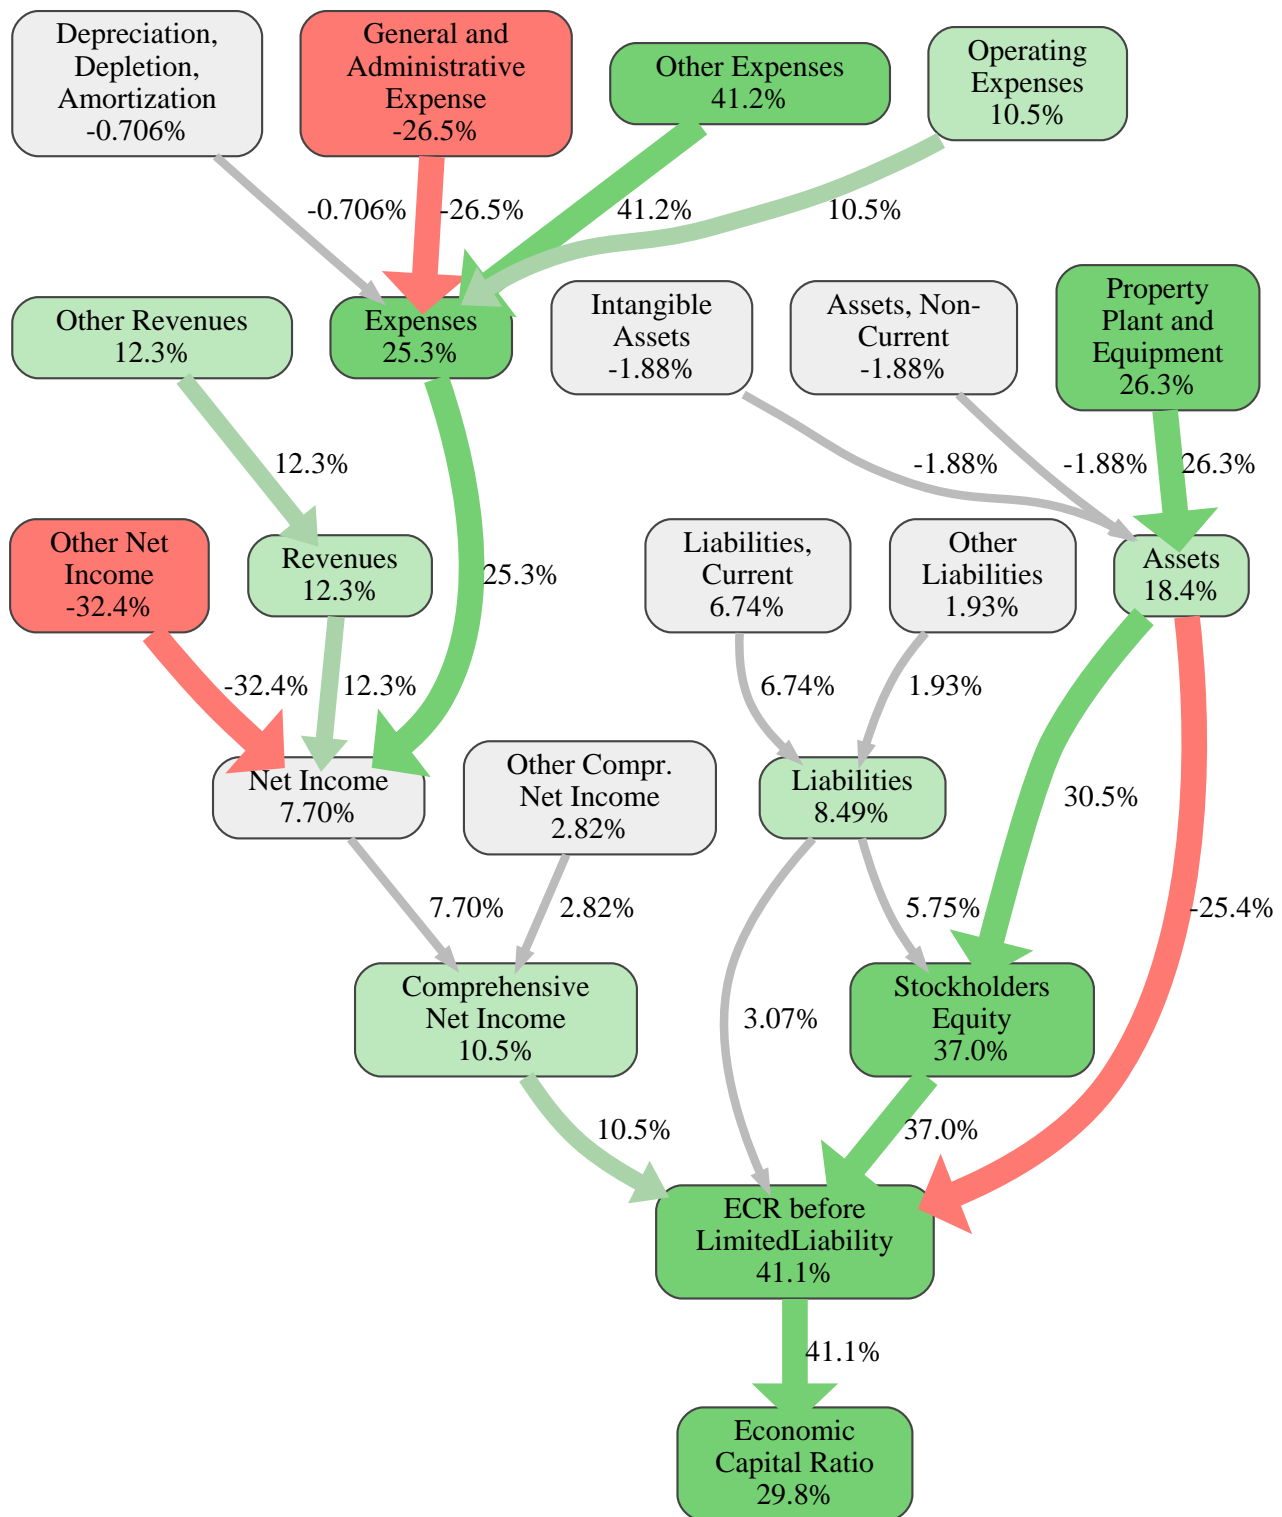 Depreciation,
Depletion,
Amortization
-0.706%
General and
Administrative
Expense
-26.5%
Other Expenses
41.2%
Operating
Expenses
10.5%
-0.706%
-26.5%
41.2%
10.5%
Other Revenues
12.3%
Expenses
25.3%
Intangible
Assets
-1.88%
Assets, Non-
Current
-1.88%
Property
Plant and
Equipment
26.3%
12.3%
-1.88%
-1.88%
26.3%
Other Net
Income
-32.4%
Revenues
12.3%
25.3%
Liabilities,
Current
6.74%
Other
Liabilities
1.93%
Assets
18.4%
-32.4%
12.3%
6.74%
1.93%
Net Income
7.70%
Other Compr.
Net Income
2.82%
Liabilities
8.49%
30.5%
7.70%
2.82%
5.75%
-25.4%
Comprehensive
Net Income
10.5%
3.07%
Stockholders
Equity
37.0%
10.5%
37.0%
ECR before
LimitedLiability
41.1%
41.1%
Economic
Capital Ratio
29.8%